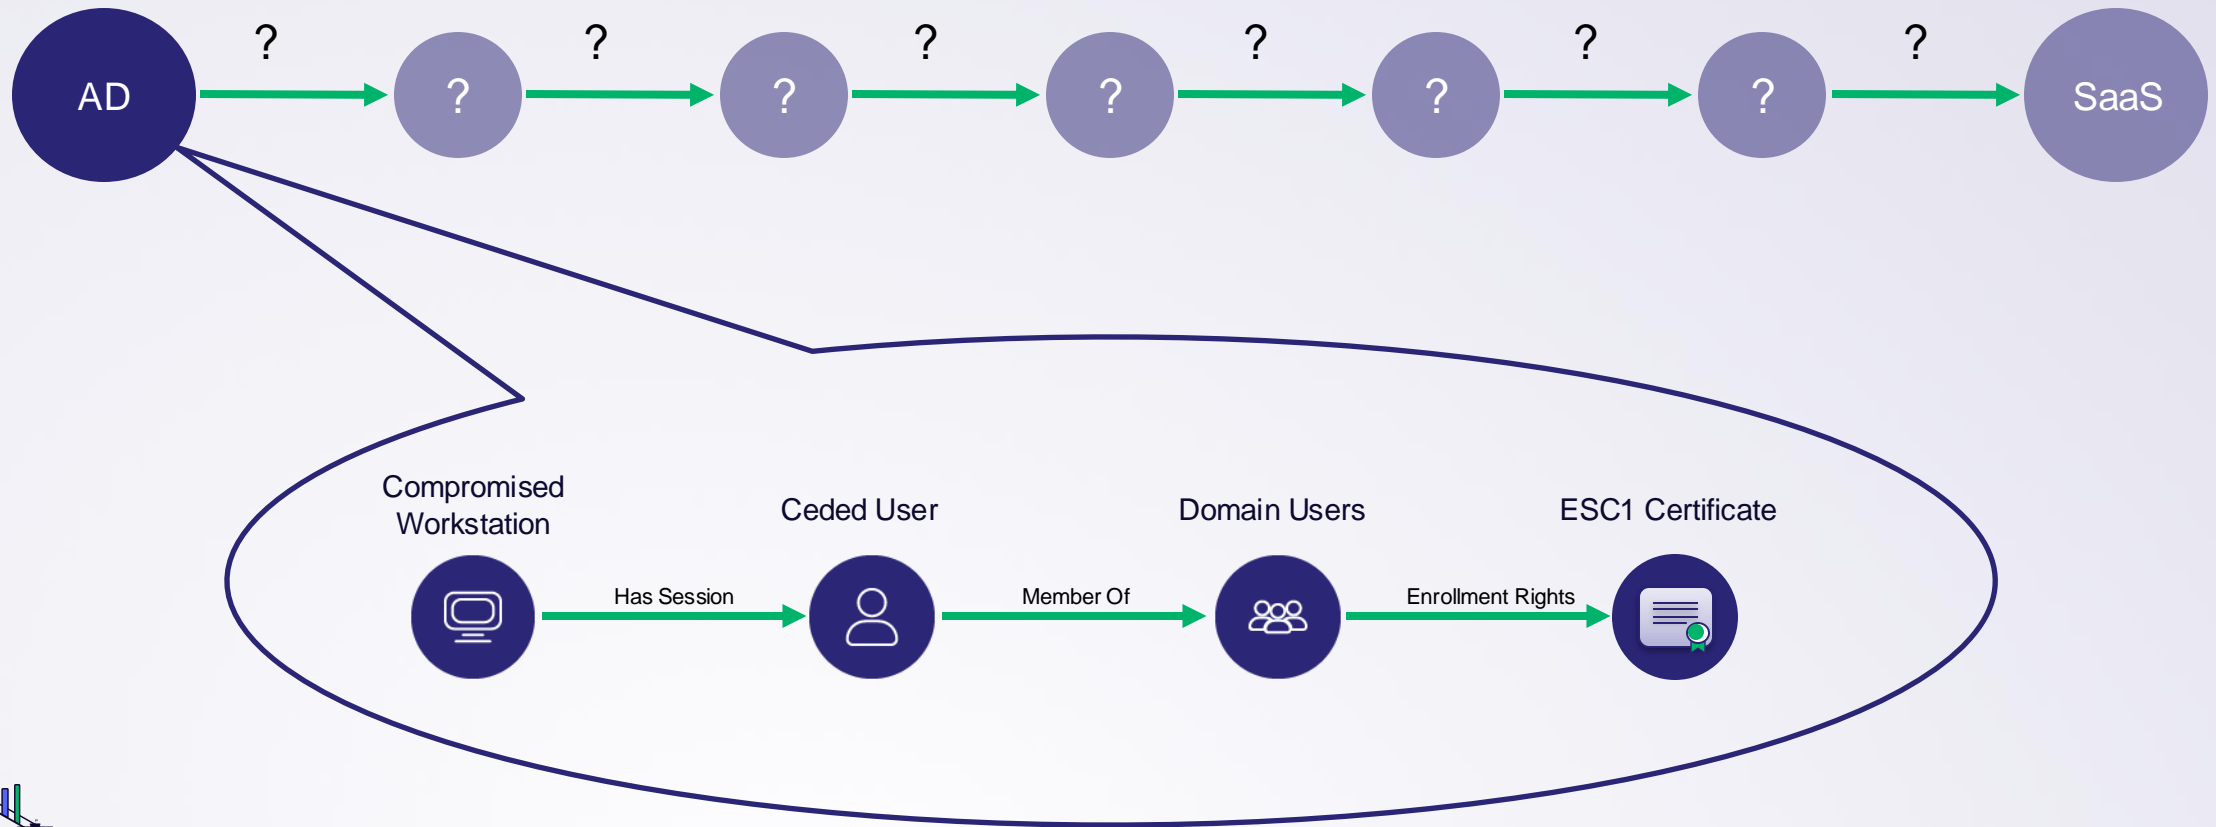 ? ? ? ? ? ?
AD ? ? ? ? ? SaaS
Compromised
Workstation
Ceded User
Domain Users
ESC1 Certificate
Has Session
Member Of
Enrollment Rights